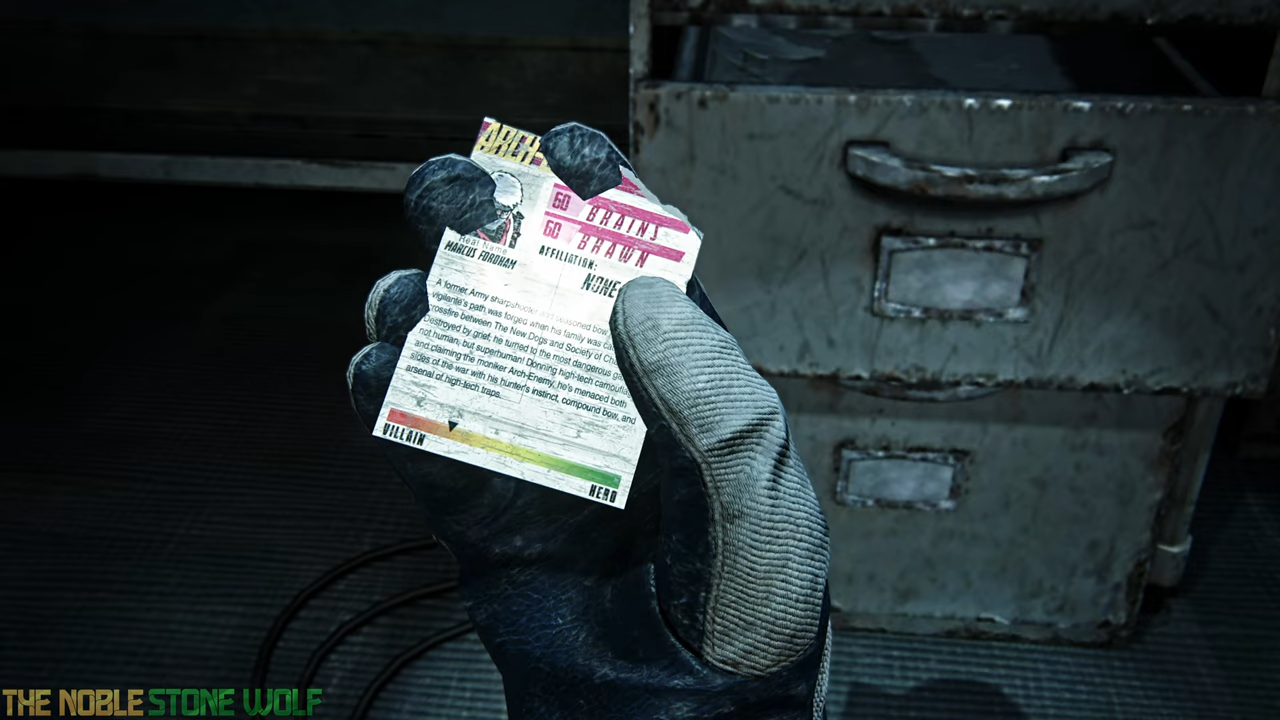 ARCH-
60 BRAINS
60 BRAWN
Real Name
MARCUS FORDHAM
AFFILIATION:
NONE
A former Army sharpshooter and seasoned bow
vigilante's path was forged when his family was
crossfire between The New Dogs and Society of
Destroyed by grief, he turned to the most dangerous
not human, but superhuman! Donning high-tech
and claiming the moniker Arch-Enemy, he's menaced both
sides of the war with his hunter's instinct, compound bow, and
arsenal of high-tech traps.
VILLAIN
HERO
THE NOBLE STONE WOLF